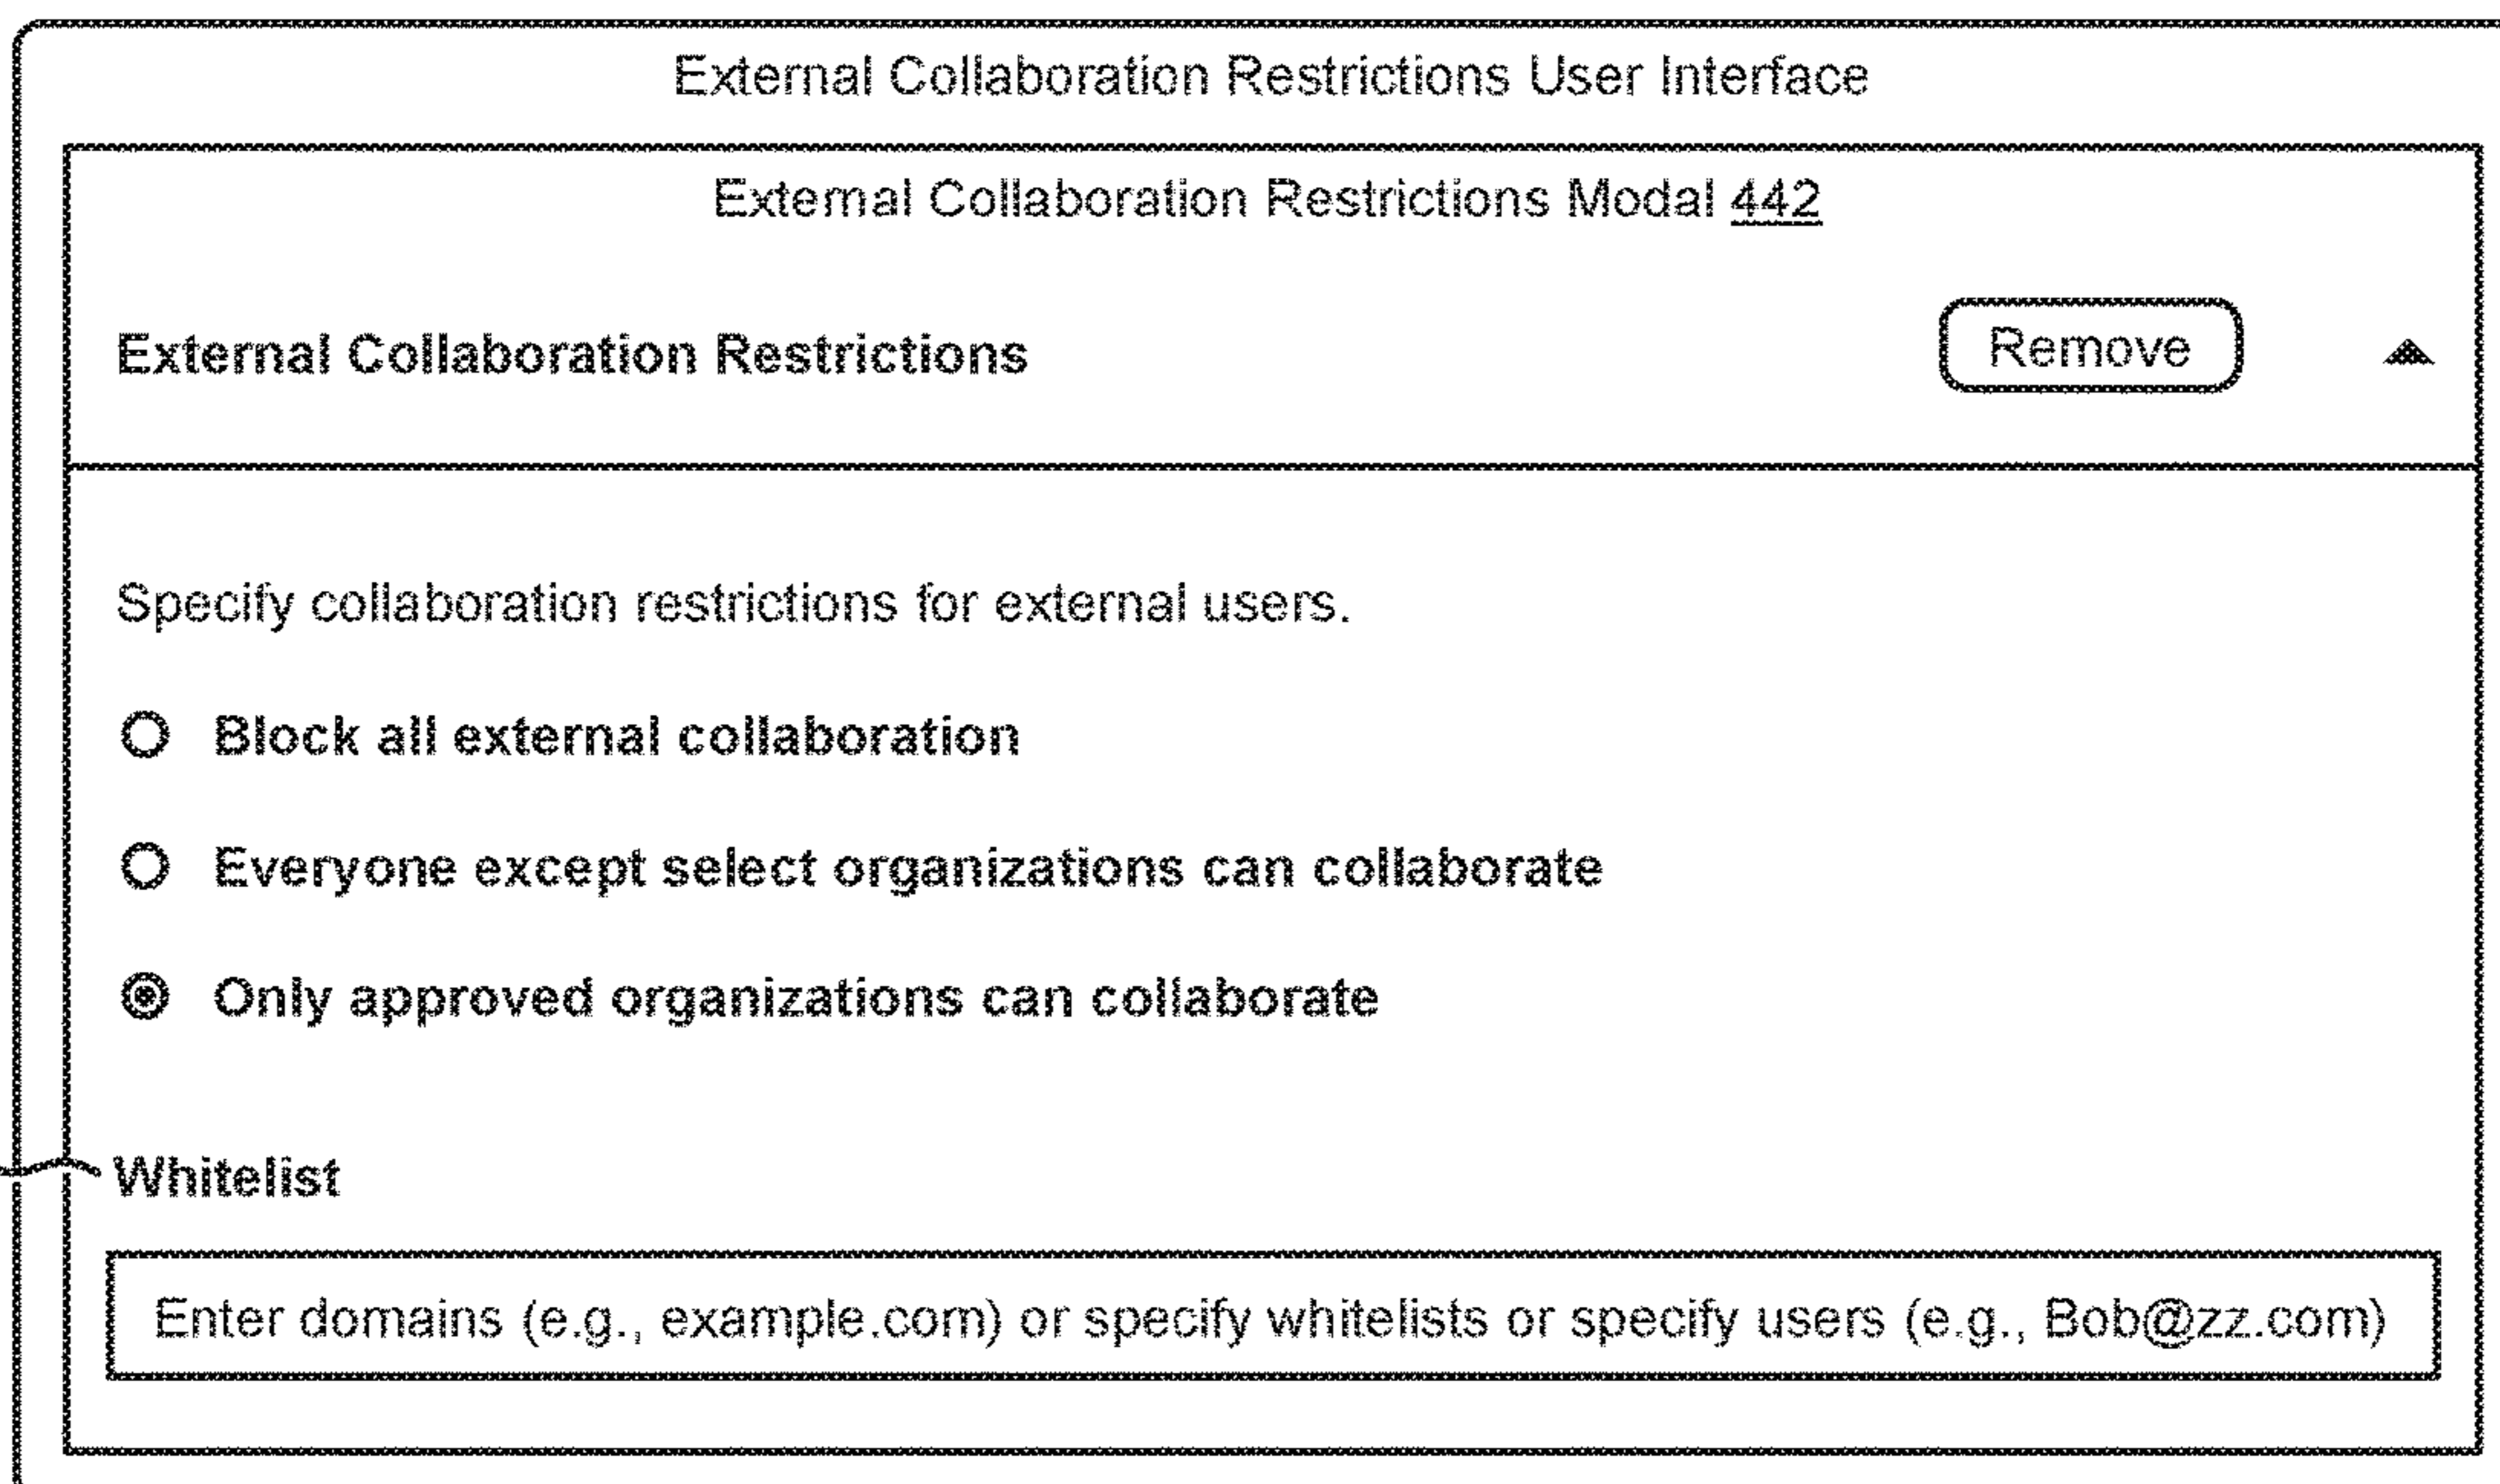 External Collaboration Restrictions User Interface
External Collaboration Restrictions Modal 442
External Collaboration Restrictions
Remove
Specify collaboration restrictions for external users.
Block all external collaboration
Everyone except select organizations can collaborate
Only approved organizations can collaborate
Whitelist
Enter domains (e.g., example.com) or specify whitelists or specify users (e.g., Bob@zz.com)